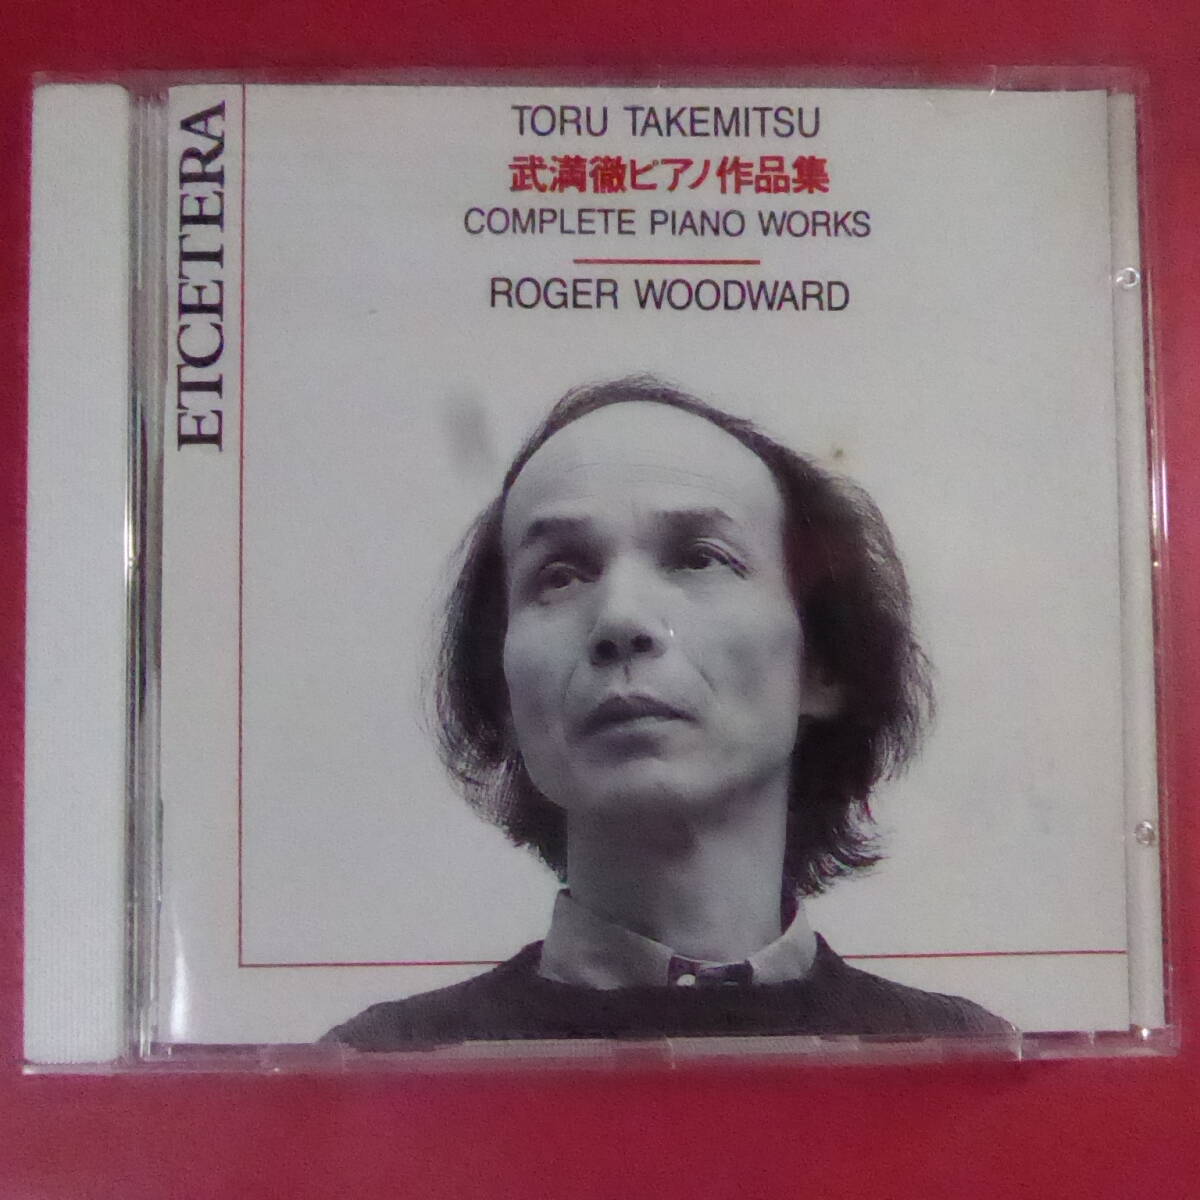 ETCETERA
TORU TAKEMITSU
武満徹ピアノ作品集
COMPLETE PIANO WORKS
ROGER WOODWARD